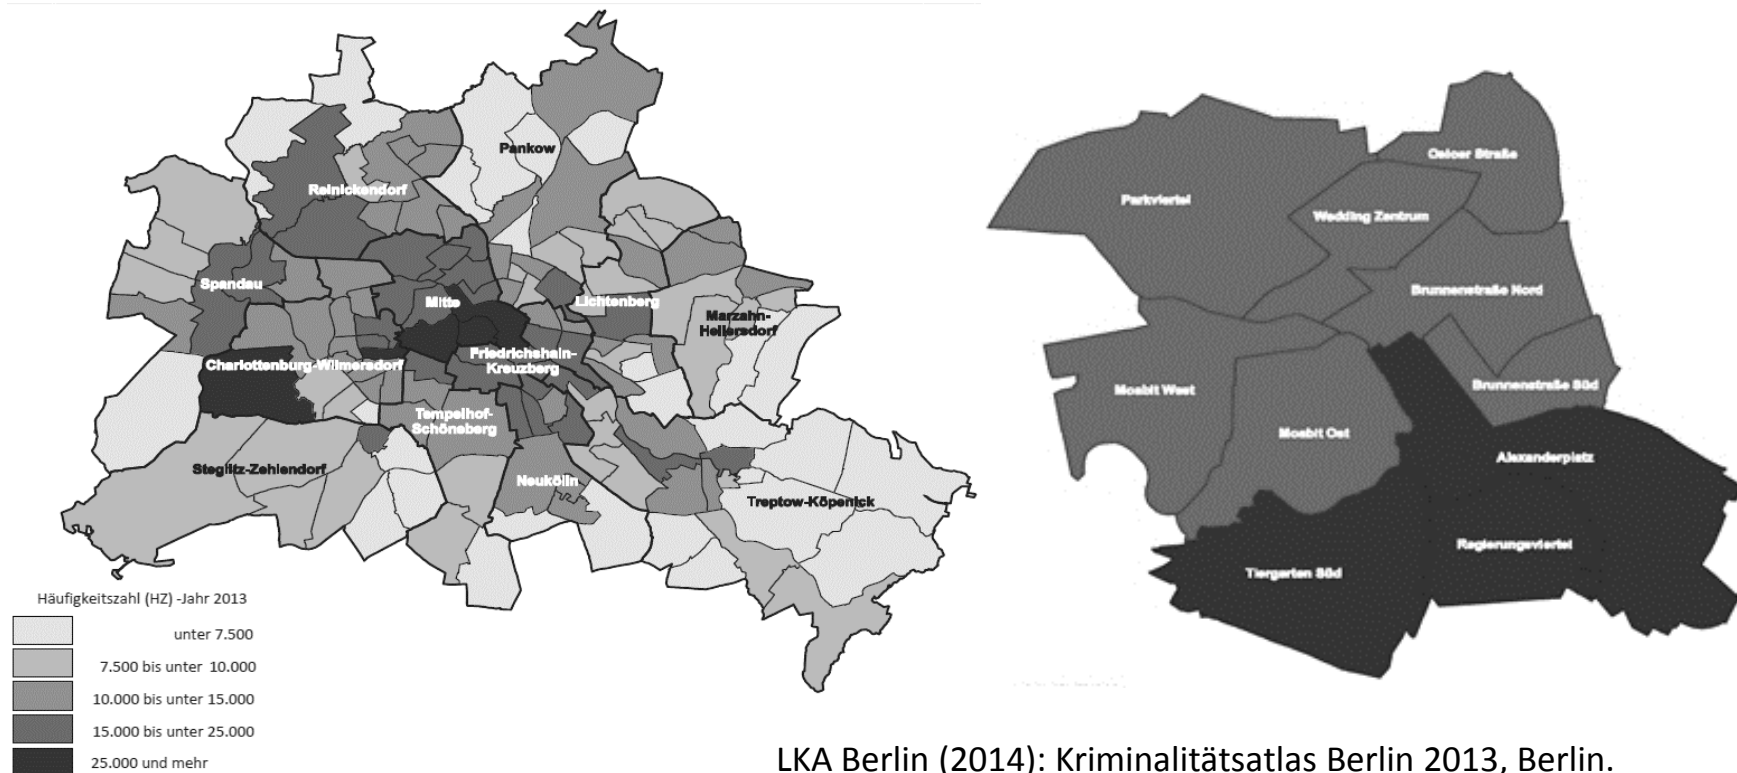 Pankow
Reinickendorf
Spandau
Mitte
Lichtenberg
Marzahn-
Hellersdorf
Charlottenburg-Wilmersdorf
Friedrichshain-
Kreuzberg
Tempelhof-
Schöneberg
Steglitz-Zehlendorf
Neukölln
Treptow-Köpenick
Häufigkeitszahl (HZ) -Jahr 2013
unter 7.500
7.500 bis unter 10.000
10.000 bis unter 15.000
15.000 bis unter 25.000
25.000 und mehr
Osloer Straße
Parkviertel
Wedding Zentrum
Brunnenstraße Nord
Brunnenstraße Süd
Moabit West
Moabit Ost
Alexanderplatz
Regierungsviertel
Tiergarten Süd
LKA Berlin (2014): Kriminalitätsatlas Berlin 2013, Berlin.